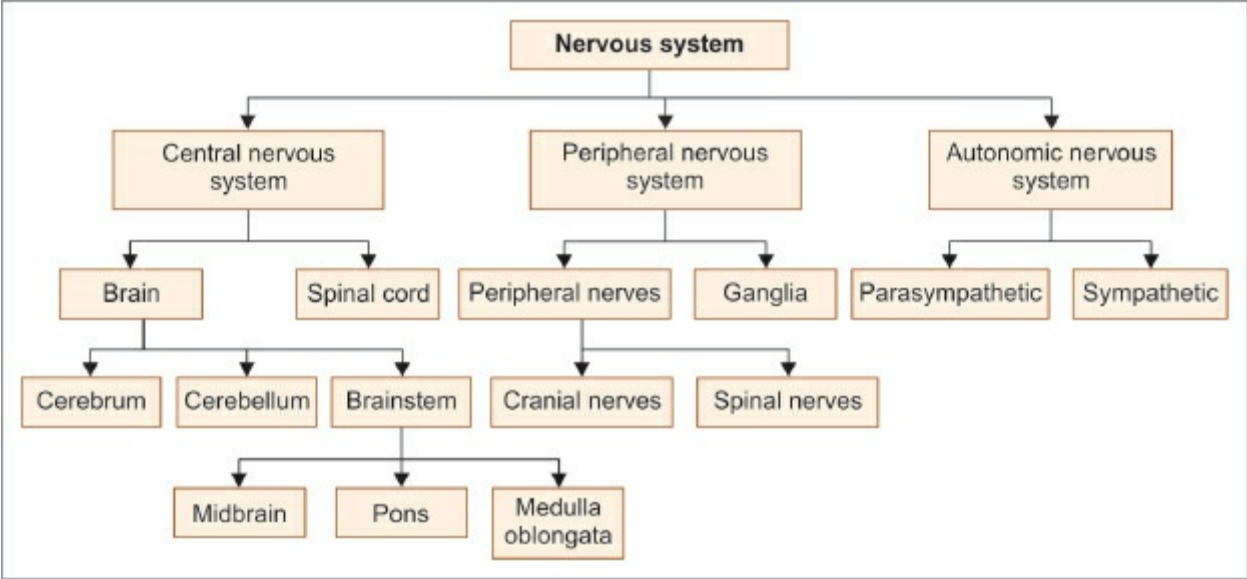 Nervous system
Central nervous
system
Peripheral nervous
system
Autonomic nervous
system
Brain
Spinal cord
Peripheral nerves
Ganglia
Parasympathetic
Sympathetic
Cerebrum
Cerebellum
Brainstem
Cranial nerves
Spinal nerves
Midbrain
Pons
Medulla
oblongata